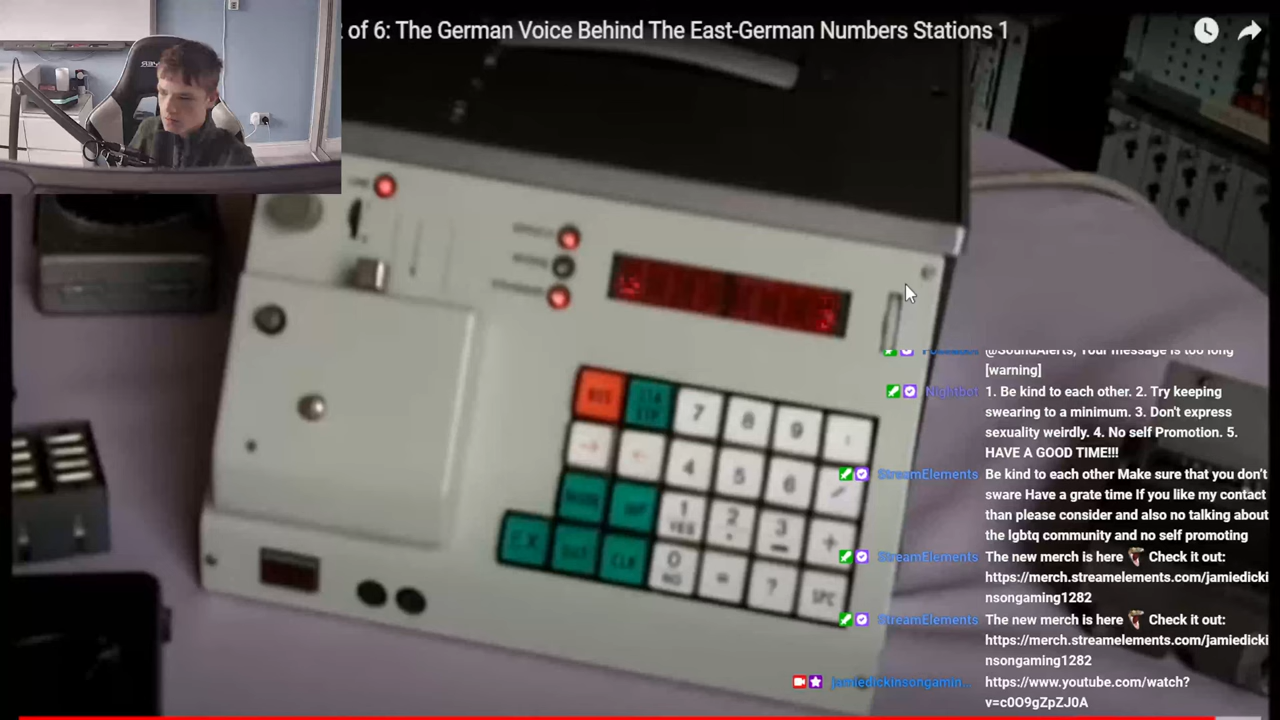 2 of 6: The German Voice Behind The East-German Numbers Stations 1
@SoundAlerts, Your message is too long
[warning]
Nightbot 1. Be kind to each other. 2. Try keeping
swearing to a minimum. 3. Don't express
sexuality weirdly. 4. No self Promotion. 5.
HAVE A GOOD TIME!!!
StreamElements Be kind to each other Make sure that you don't
sware Have a grate time If you like my contact
than please consider and also no talking about
the lgbtq community and no self promoting
StreamElements The new merch is here Check it out:
https://merch.streamelements.com/jamiedicki
nsongaming1282
StreamElements The new merch is here Check it out:
https://merch.streamelements.com/jamiedicki
nsongaming1282
jamiedickinsongamin... https://www.youtube.com/watch?
v=c0O9gZpZJ0A
7 8 9 :
→ ← 4 5 6 /
1 YES 2 . 3 - +
CLR 0 NO = ? SPC